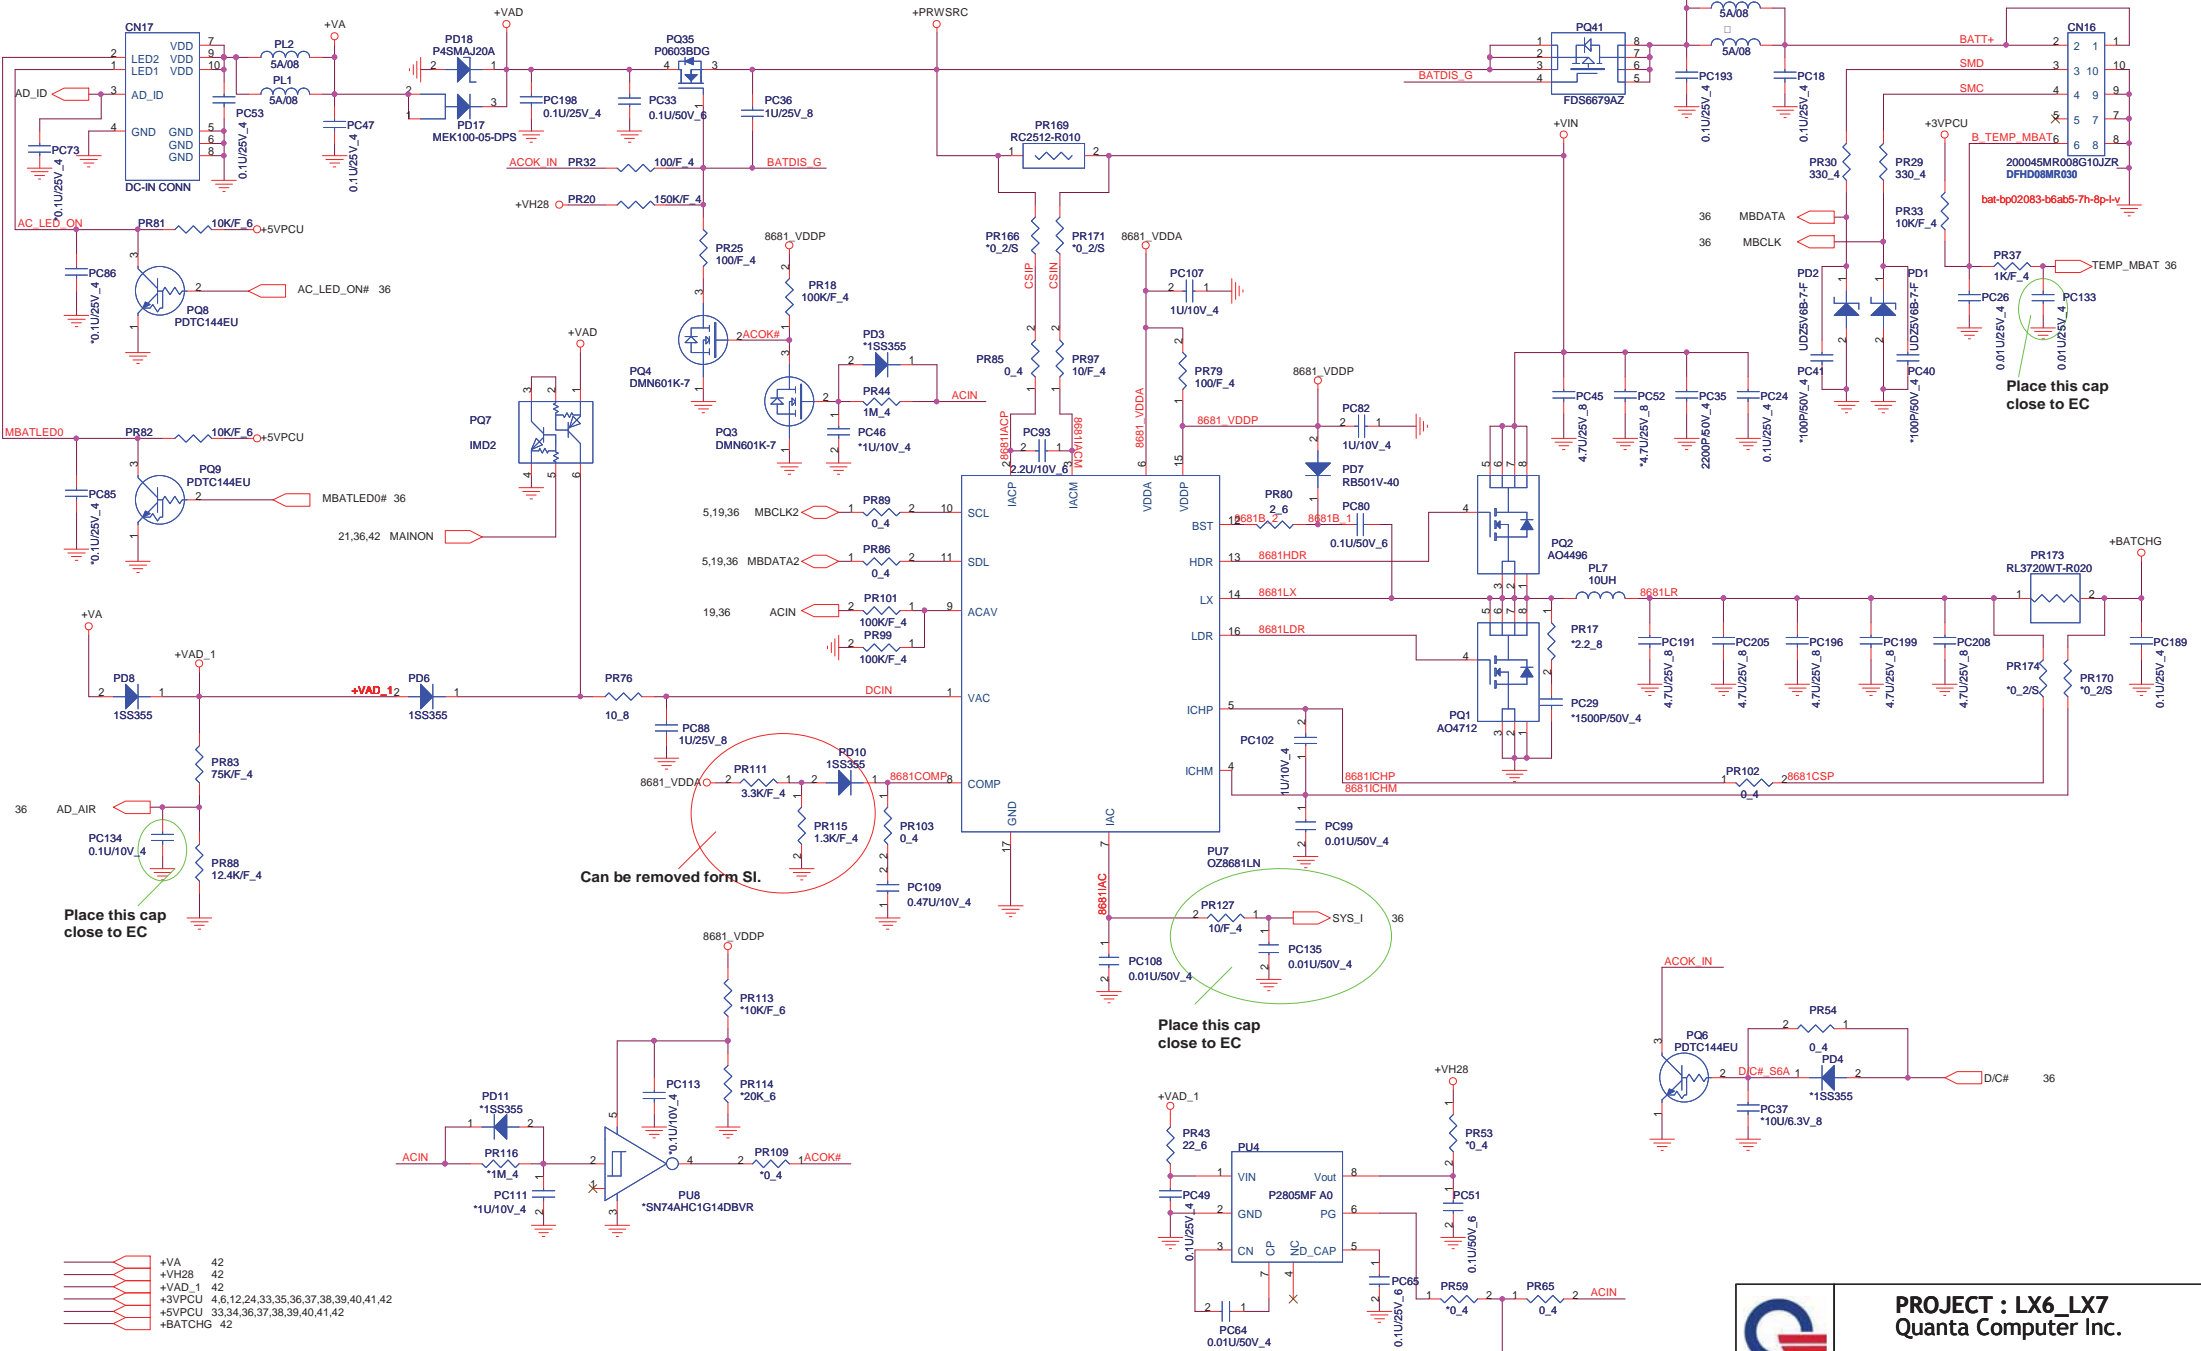 CN17
LED2
LED1
VDD
VDD
VDD
AD_ID
GND
GND
GND
GND
DC-IN CONN
AD_ID
PC73
*0.1U/25V_4
PC53
0.1U/25V_4
PL2
5A/08
PL1
5A/08
+VA
PC47
0.1U/25V_4
PD18
P4SMAJ20A
PD17
MEK100-05-DPS
+VAD
PC198
0.1U/25V_4
PC33
0.1U/50V_6
PQ35
P0603BDG
PC36
1U/25V_8
ACOK_IN
PR32
100/F_4
BATDIS_G
+VH28
PR20
150K/F_4
+PRWSRC
PR169
RC2512-R010
BATDIS_G
PQ41
FDS6679AZ
5A/08
5A/08
PC193
0.1U/25V_4
PC18
0.1U/25V_4
BATT+
SMD
SMC
B_TEMP_MBAT
CN16
200045MR008G10JZR
DFHD08MR030
bat-bp02083-b6ab5-7h-8p-l-v
+VIN
+3VPCU
PR30
330_4
PR29
330_4
PR33
10K/F_4
36 MBDATA
36 MBCLK
PR37
1K/F_4
TEMP_MBAT 36
PD2
UDZ5V6B-7-F
PD1
UDZ5V6B-7-F
PC41
*100P/50V_4
PC40
*100P/50V_4
PC26
0.01U/25V_4
PC133
0.01U/25V_4
Place this cap
close to EC
AC_LED_ON
PR81
10K/F_6
+5VPCU
PC86
*0.1U/25V_4
PQ8
PDTC144EU
AC_LED_ON# 36
MBATLED0
PR82
10K/F_6
+5VPCU
PC85
*0.1U/25V_4
PQ9
PDTC144EU
MBATLED0# 36
+VAD
PQ7
IMD2
21,36,42 MAINON
PR25
100/F_4
8681_VDDP
PR18
100K/F_4
ACOK#
PQ4
DMN601K-7
PQ3
DMN601K-7
PD3
*1SS355
PR44
1M_4
ACIN
PC46
*1U/10V_4
PR166
*0_2/S
PR171
*0_2/S
CSIP
CSIN
PR85
0_4
PR97
10/F_4
8681IACP
8681IACM
PC93
2.2U/10V_6
8681_VDDA
PC107
1U/10V_4
8681_VDDA
PR79
100/F_4
8681_VDDP
8681_VDDP
PC82
1U/10V_4
PD7
RB501V-40
PR80
2_6
8681B_2
8681B_1
PC80
0.1U/50V_6
8681HDR
8681LX
8681LDR
IACP
IACM
VDDA
VDDP
SCL
SDL
ACAV
VAC
COMP
GND
IAC
BST
HDR
LX
LDR
ICHP
ICHM
PU7
OZ8681LN
5,19,36 MBCLK2
PR89
0_4
5,19,36 MBDATA2
PR86
0_4
19,36 ACIN
PR101
100K/F_4
PR99
100K/F_4
PC45
4.7U/25V_8
PC52
*4.7U/25V_8
PC35
2200P/50V_4
PC24
0.1U/25V_4
PQ2
AO4496
PQ1
AO4712
PL7
10UH
8681LR
PR17
*2.2_8
PC29
*1500P/50V_4
PC191
4.7U/25V_8
PC205
4.7U/25V_8
PC196
4.7U/25V_8
PC199
4.7U/25V_8
PC208
4.7U/25V_8
PR173
RL3720WT-R020
+BATCHG
PR174
*0_2/S
PR170
*0_2/S
PC189
0.1U/25V_4
PC102
1U/10V_4
8681ICHP
8681ICHM
PR102
0_4
8681CSP
PC99
0.01U/50V_4
+VA
PD8
1SS355
+VAD_1
+VAD_1
PD6
1SS355
PR76
10_8
DCIN
PC88
1U/25V_8
PR83
75K/F_4
36 AD_AIR
PC134
0.1U/10V_4
PR88
12.4K/F_4
Place this cap
close to EC
8681_VDDA
PR111
3.3K/F_4
PD10
1SS355
8681COMP
PR115
1.3K/F_4
PR103
0_4
PC109
0.47U/10V_4
Can be removed form SI.
8681IAC
PR127
10/F_4
SYS_I 36
PC135
0.01U/50V_4
PC108
0.01U/50V_4
Place this cap
close to EC
8681_VDDP
PR113
*10K/F_6
PR114
*20K_6
PC113
*0.1U/10V_4
PD11
*1SS355
ACIN
PR116
*1M_4
PC111
*1U/10V_4
PU8
*SN74AHC1G14DBVR
PR109
*0_4
ACOK#
+VAD_1
PR43
22_6
PC49
0.1U/25V_4
PU4
VIN
GND
CN
CP
NC
D_CAP
PG
Vout
P2805MF A0
+VH28
PR53
*0_4
PC51
0.1U/50V_6
PC64
0.01U/50V_4
PC65
0.1U/25V_6
PR59
*0_4
PR65
0_4
ACIN
ACOK_IN
PQ6
PDTC144EU
PR54
0_4
PD4
*1SS355
D/C#_S6A
D/C# 36
PC37
*10U/6.3V_8
+VA 42
+VH28 42
+VAD_1 42
+3VPCU 4,6,12,24,33,35,36,37,38,39,40,41,42
+5VPCU 33,34,36,37,38,39,40,41,42
+BATCHG 42
PROJECT : LX6_LX7
Quanta Computer Inc.